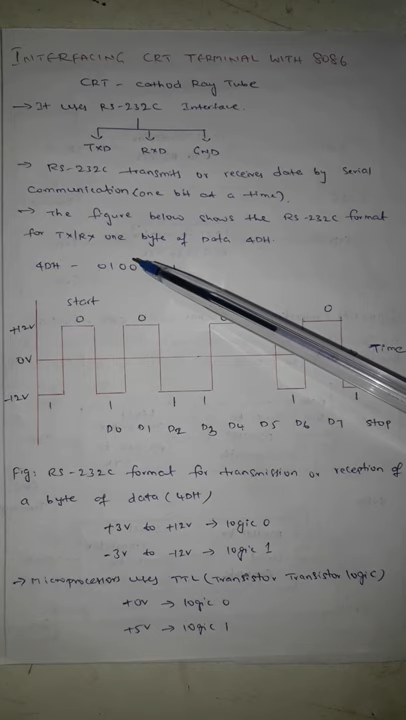 INTERFACING CRT TERMINAL WITH 8086
CRT - Cathod Ray Tube
→ It uses RS-232C Interface.
TXD RXD GND
→ RS-232C transmits or receives data by serial
communication (one bit at a time).
→ The figure below shows the RS-232C format
for Tx/Rx one byte of Data 4DH.
4DH - 0100
start
0 0 0
+12V
0V
Time
-12V
1 1 1 1 1 1
D0 D1 D2 D3 D4 D5 D6 D7 stop
Fig: RS-232C format for transmission or reception of
a byte of data (4DH)
+3V to +12V → logic 0
-3V to -12V → logic 1
→ Microprocessors uses TTL (Transistor Transistor logic)
+0V → logic 0
+5V → logic 1